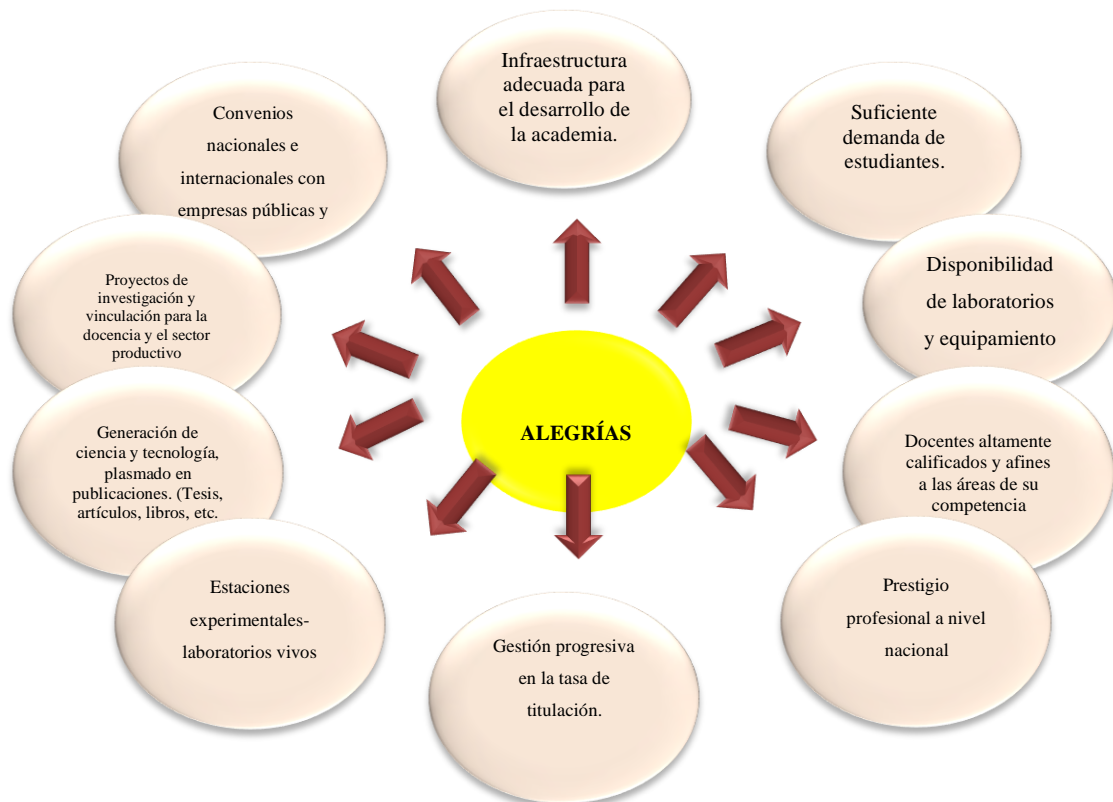 Infraestructura
adecuada para
el desarrollo de
la academia.
Suficiente
demanda de
estudiantes.
Disponibilidad
de laboratorios
y equipamiento
Docentes altamente
calificados y afines
a las áreas de su
competencia
Prestigio
profesional a nivel
nacional
Gestión progresiva
en la tasa de
titulación.
Estaciones
experimentales-
laboratorios vivos
Generación de
ciencia y tecnología,
plasmado en
publicaciones. (Tesis,
artículos, libros, etc.
Proyectos de
investigación y
vinculación para la
docencia y el sector
productivo
Convenios
nacionales e
internacionales con
empresas públicas y
ALEGRÍAS